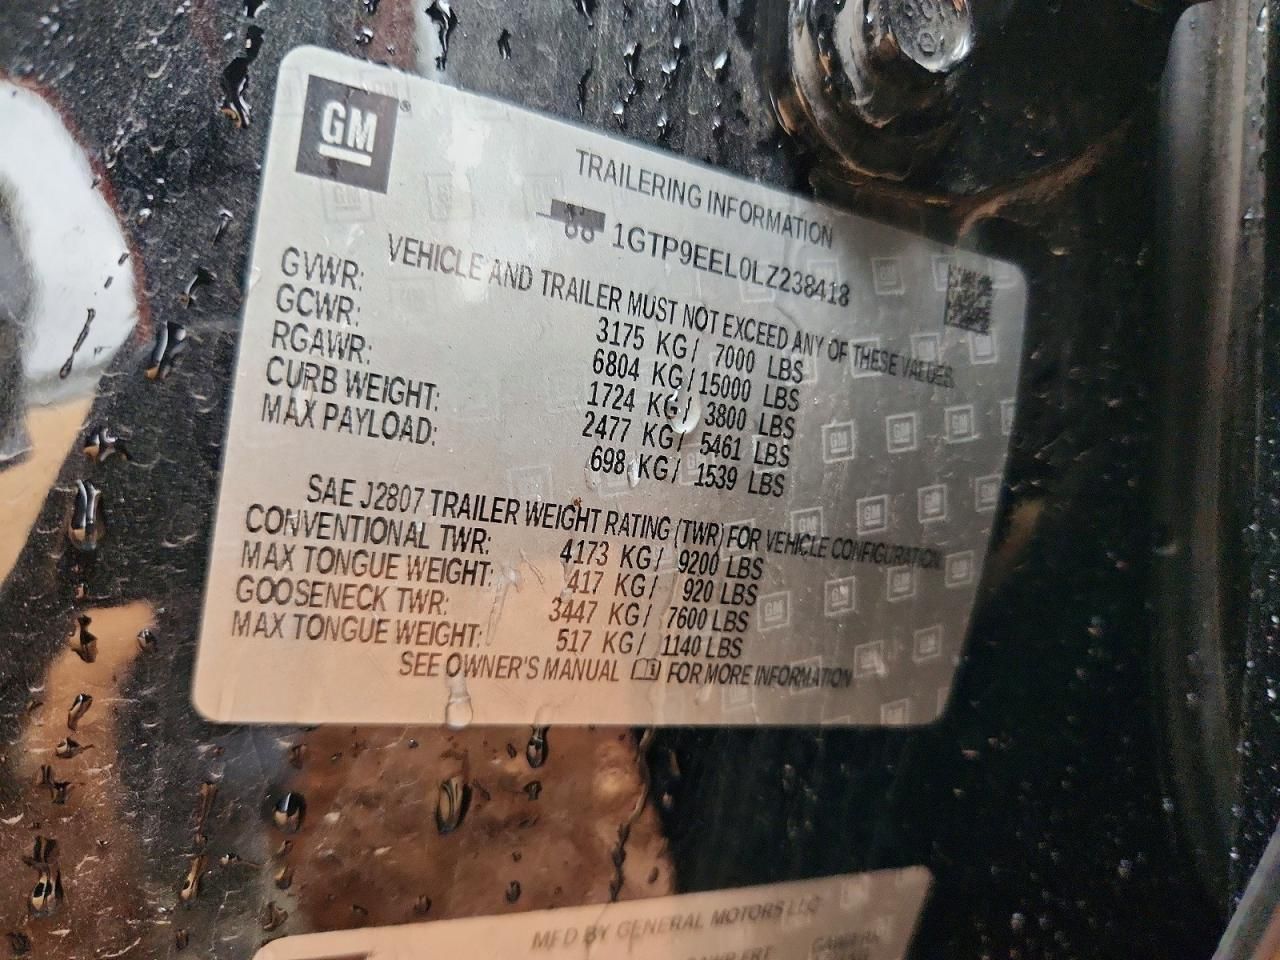 GM®
TRAILERING INFORMATION
1GTP9EEL0LZ238418
VEHICLE AND TRAILER MUST NOT EXCEED ANY OF THESE VALUES
GVWR: 3175 KG/ 7000 LBS
GCWR: 6804 KG/ 15000 LBS
RGAWR: 1724 KG/ 3800 LBS
CURB WEIGHT: 2477 KG/ 5461 LBS
MAX PAYLOAD: 698 KG/ 1539 LBS
SAE J2807 TRAILER WEIGHT RATING (TWR) FOR VEHICLE CONFIGURATION
CONVENTIONAL TWR: 4173 KG/ 9200 LBS
MAX TONGUE WEIGHT: 417 KG/ 920 LBS
GOOSENECK TWR: 3447 KG/ 7600 LBS
MAX TONGUE WEIGHT: 517 KG/ 1140 LBS
SEE OWNER'S MANUAL FOR MORE INFORMATION
MFD BY GENERAL MOTORS LLC